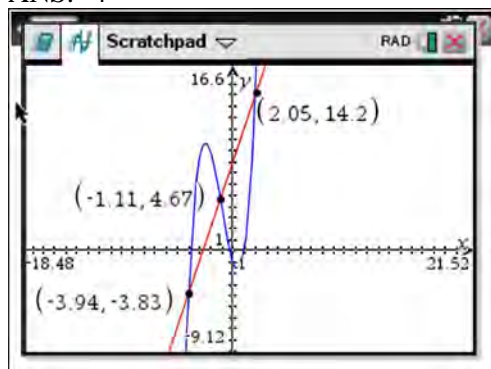 Scratchpad
RAD
16.6
y
(2.05, 14.2)
(-1.11, 4.67)
1
x
-18.48
1
21.52
(-3.94, -3.83)
-9.12